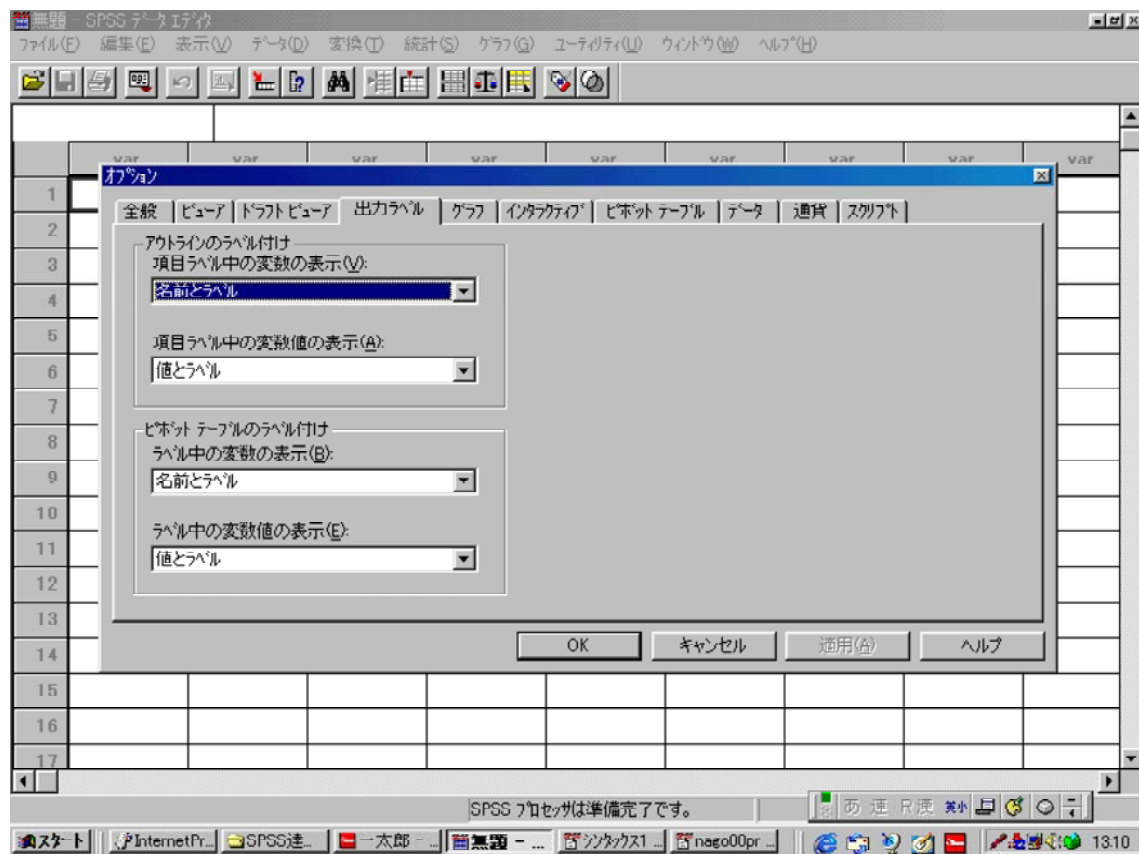 無題 - SPSS データ エディタ
ファイル(F) 編集(E) 表示(V) データ(D) 変換(T) 統計(S) グラフ(G) ユーティリティ(U) ウィンドウ(W) ヘルプ(H)
var var var var var var var var var
オプション
全般 ビューア ドラフト ビューア 出力ラベル グラフ インタラクティブ ピボット テーブル データ 通貨 スクリプト
アウトラインのラベル付け
項目ラベル中の変数の表示(V):
名前とラベル
項目ラベル中の変数値の表示(A):
値とラベル
ピボット テーブルのラベル付け
ラベル中の変数の表示(B):
名前とラベル
ラベル中の変数値の表示(E):
値とラベル
OK キャンセル 適用(A) ヘルプ
1
2
3
4
5
6
7
8
9
10
11
12
13
14
15
16
17
SPSS プロセッサは準備完了です。
あ 連 R漢 英小
スタート InternetPr... SPSS達... 一太郎 - ... 無題 - ... シンタックス1 ... nago00pr ... 13:10